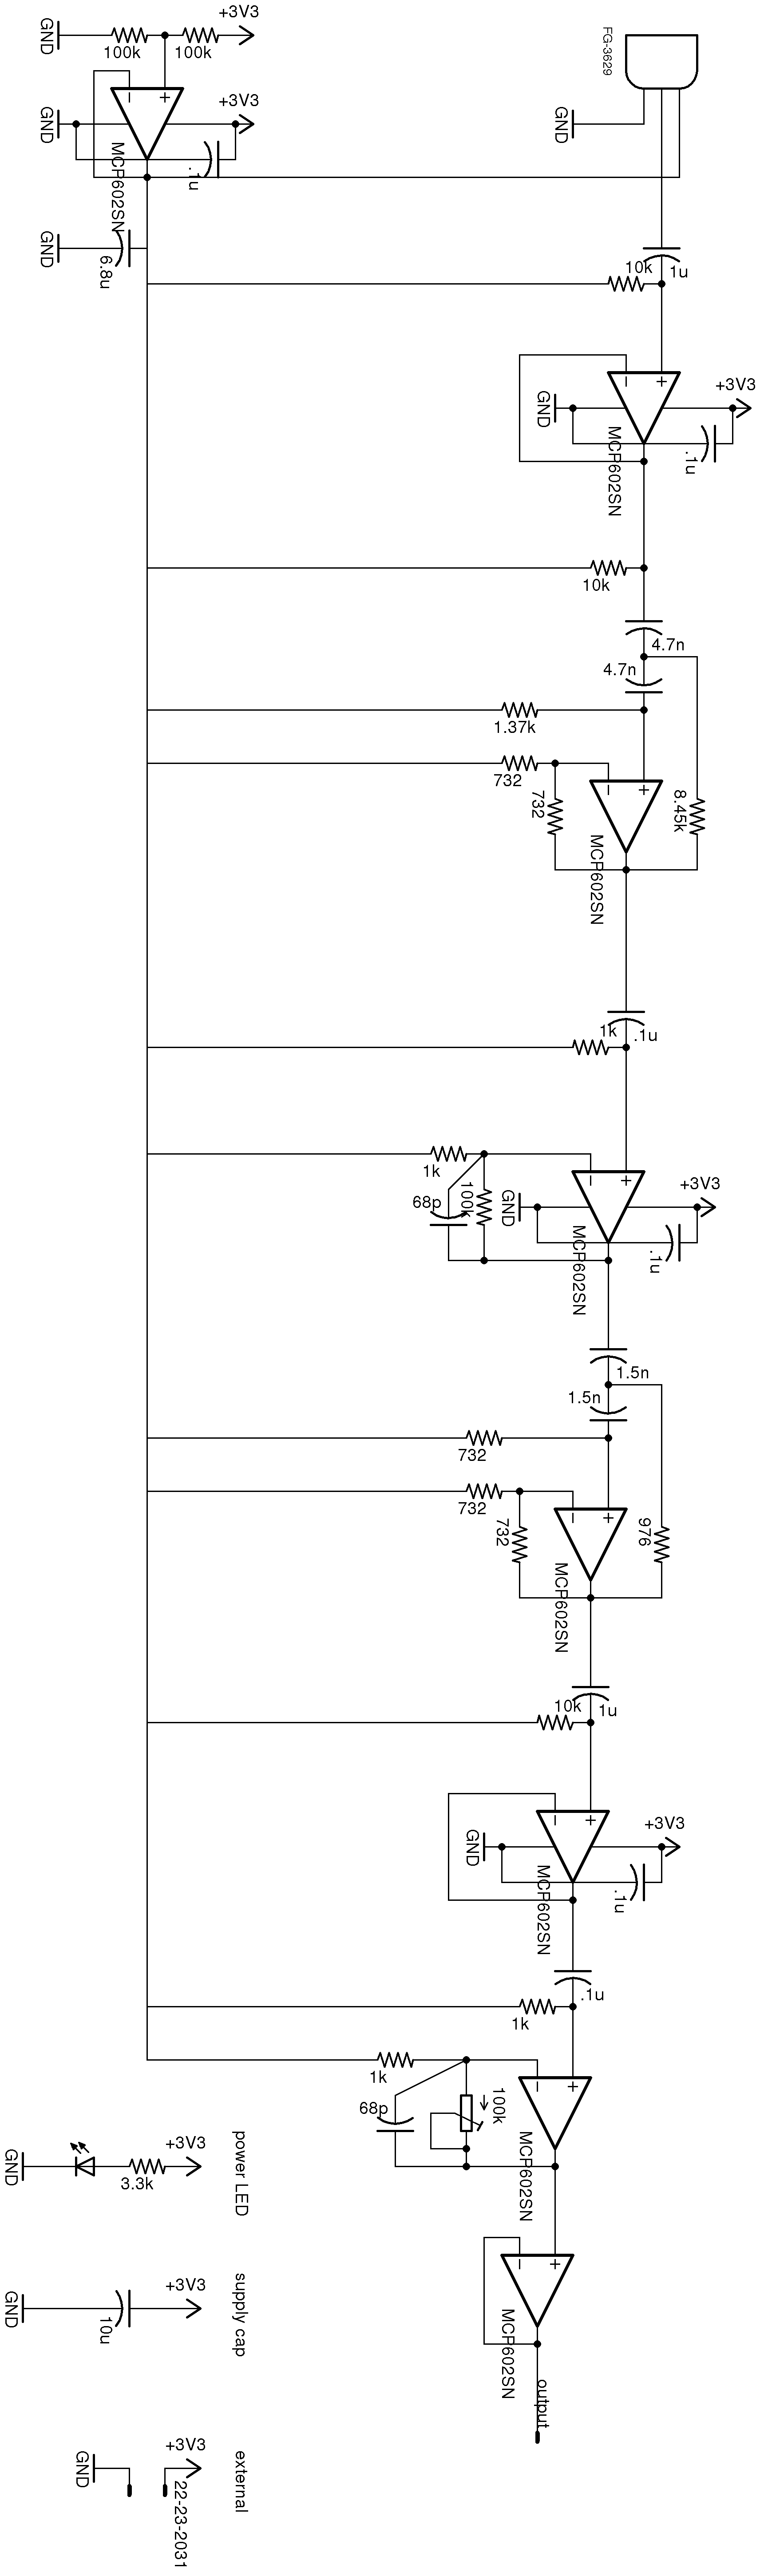 +3V3
GND
100k
100k
FG-3629
+3V3
GND
GND
MCP602SN
.1u
GND
6.8u
10k
1u
+3V3
GND
MCP602SN
.1u
10k
4.7n
4.7n
1.37k
732
732
8.45k
MCP602SN
1k
.1u
1k
68p
100k
GND
+3V3
MCP602SN
.1u
1.5n
1.5n
732
732
732
976
MCP602SN
10k
1u
+3V3
GND
MCP602SN
.1u
.1u
1k
1k
68p
100k
MCP602SN
power LED
+3V3
3.3k
GND
supply cap
+3V3
10u
GND
MCP602SN
output
external
+3V3
GND
22-23-2031